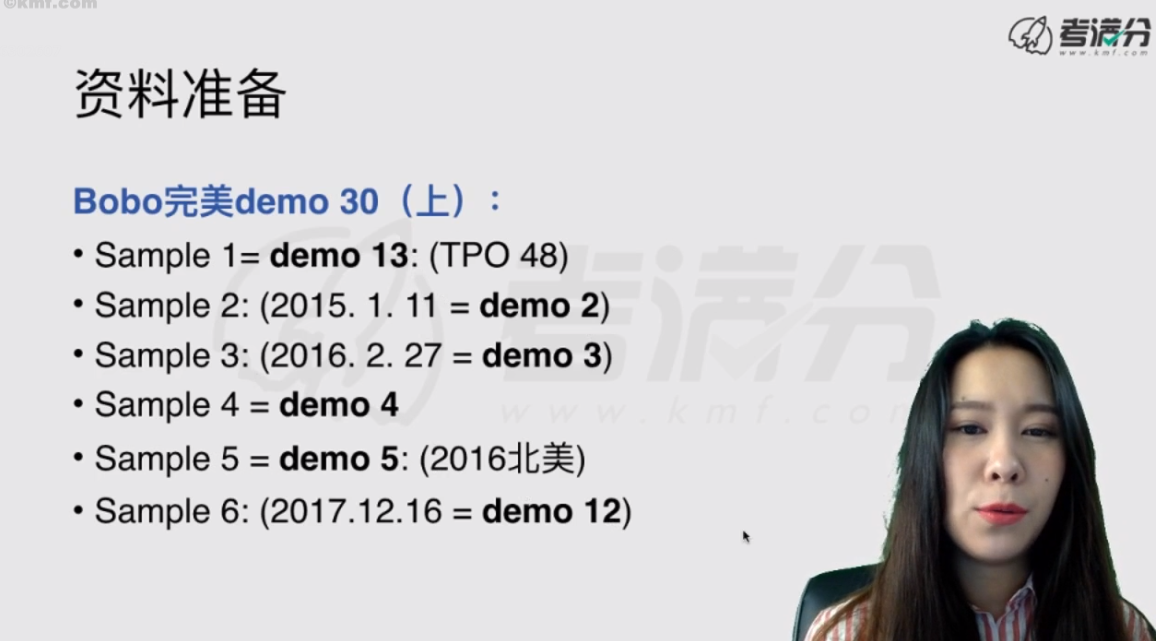 ©kmf.com
考满分
www.kmf.com
资料准备
Bobo完美demo 30（上）：
• Sample 1= demo 13: (TPO 48)
• Sample 2: (2015. 1. 11 = demo 2)
• Sample 3: (2016. 2. 27 = demo 3)
• Sample 4 = demo 4
• Sample 5 = demo 5: (2016北美)
• Sample 6: (2017.12.16 = demo 12)
考满分
www.kmf.com